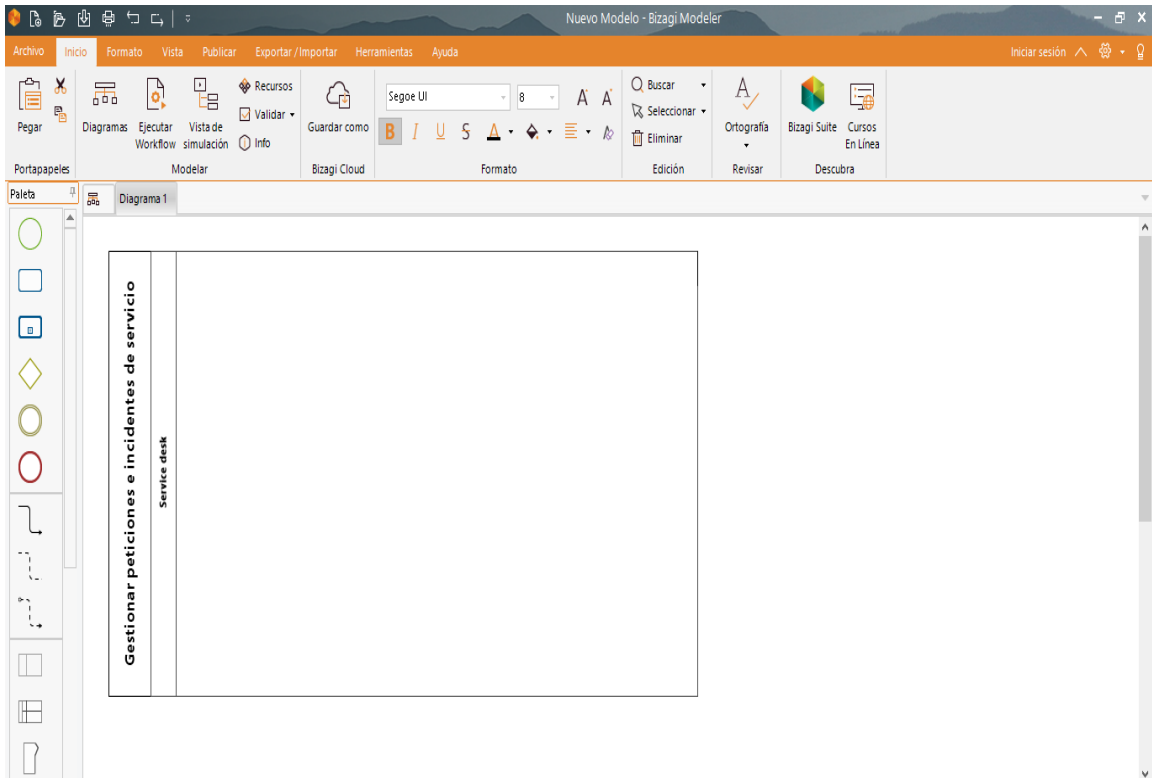 Nuevo Modelo - Bizagi Modeler
Archivo Inicio Formato Vista Publicar Exportar / Importar Herramientas Ayuda Iniciar sesión
Pegar
Portapapeles
Diagramas
Ejecutar Workflow
Vista de simulación
Recursos
Validar
Info
Modelar
Guardar como
Bizagi Cloud
Segoe UI 8
B I U S A
Formato
Buscar
Seleccionar
Eliminar
Edición
Ortografía
Revisar
Bizagi Suite
Cursos En Línea
Descubra
Paleta
Diagrama 1
Gestionar peticiones e incidentes de servicio
Service desk